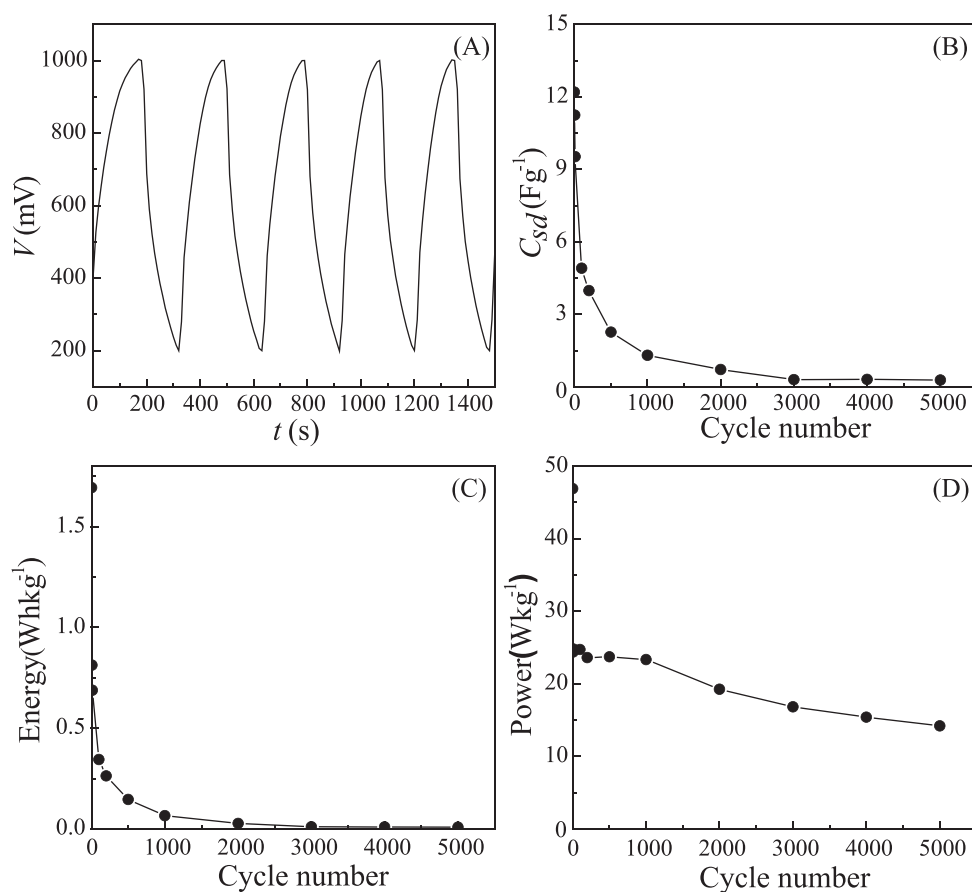 (A)
1000
800
600
400
200
V (mV)
0 200 400 600 800 1000 1200 1400
t (s)
(B)
15
12
9
6
3
0
C_sd (Fg^-1)
0 1000 2000 3000 4000 5000
Cycle number
(C)
1.5
1.0
0.5
0.0
Energy(Whkg^-1)
0 1000 2000 3000 4000 5000
Cycle number
(D)
50
40
30
20
10
0
Power(Wkg^-1)
0 1000 2000 3000 4000 5000
Cycle number